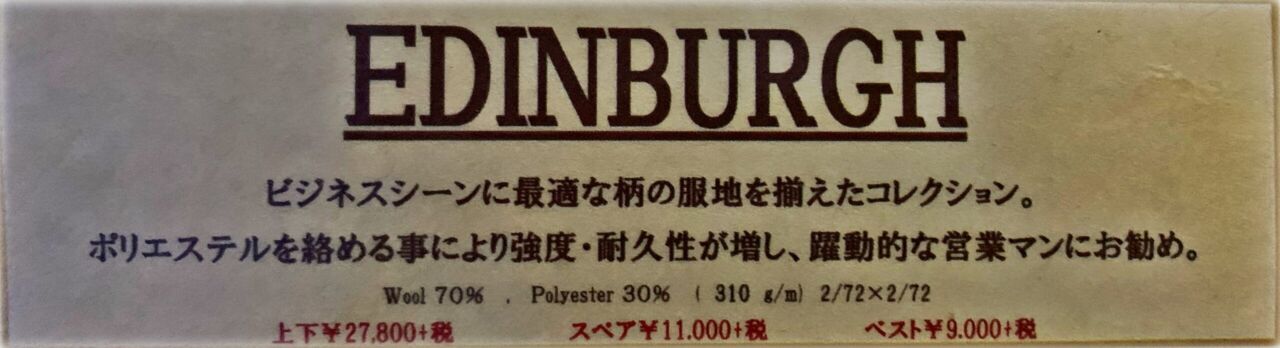 EDINBURGH
ビジネスシーンに最適な柄の服地を揃えたコレクション。
ポリエステルを絡める事により強度・耐久性が増し、躍動的な営業マンにお勧め。
Wool 70% . Polyester 30% ( 310 g/m) 2/72×2/72
上下¥27,800+税 スペア¥11.000+税 ベスト¥9.000+税